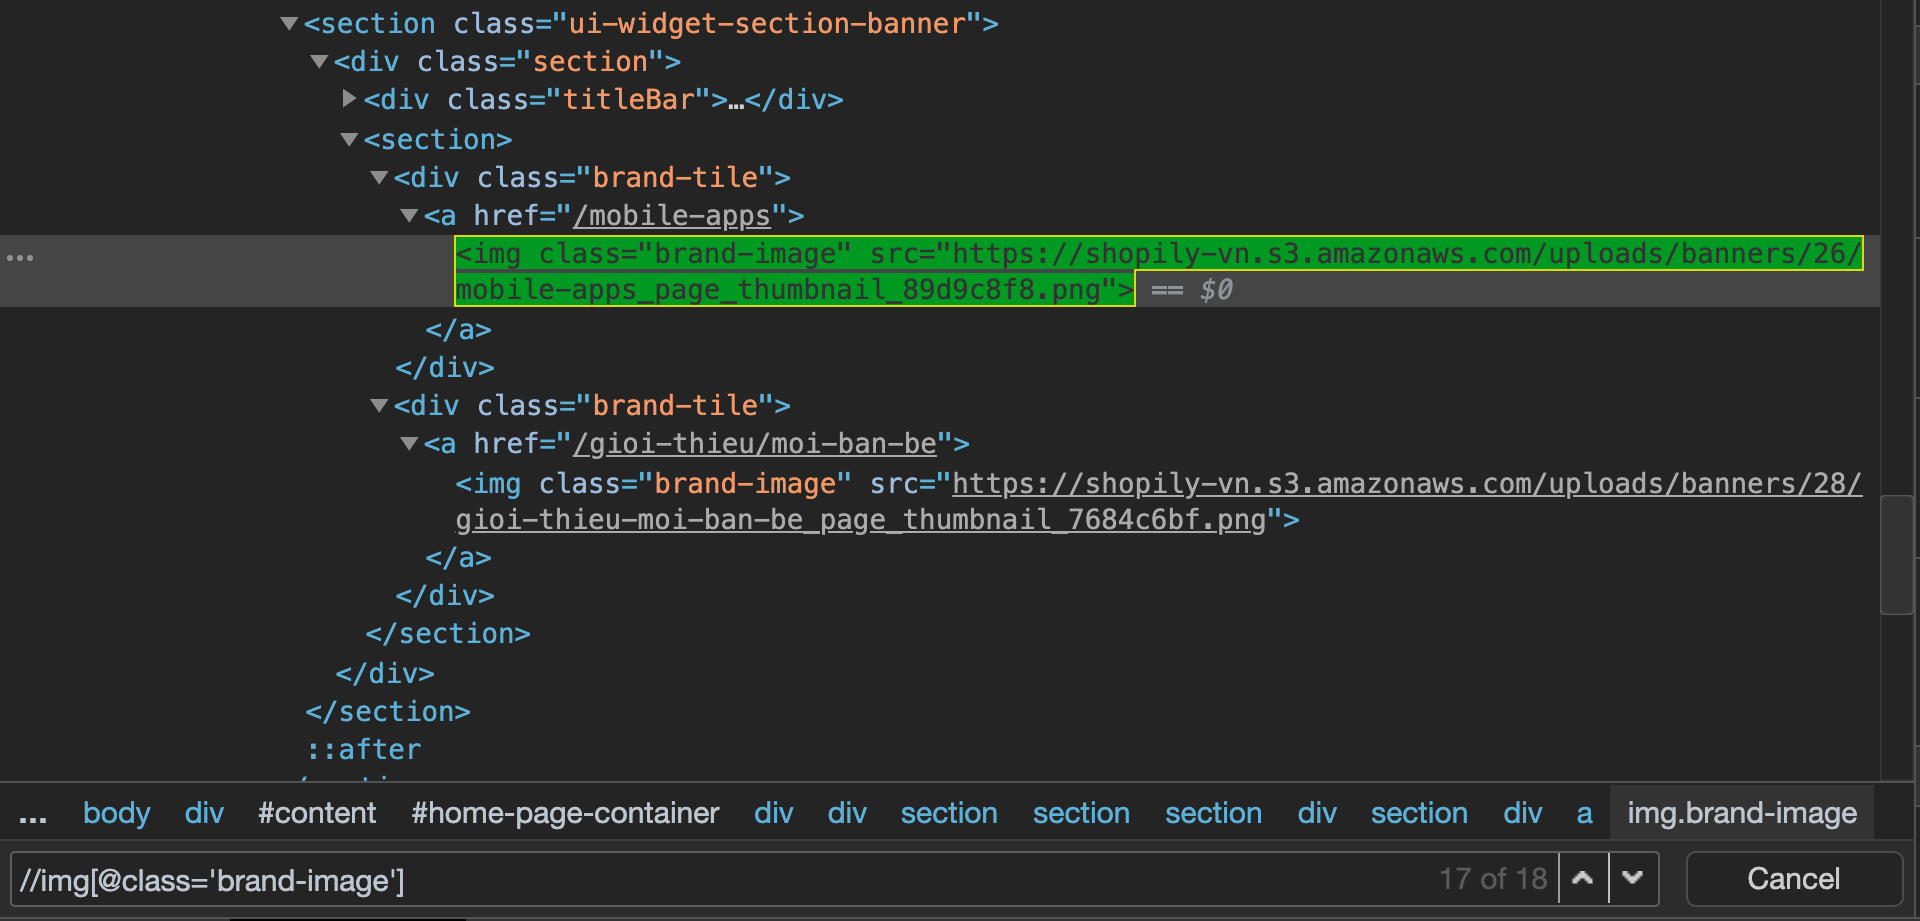 <section class="ui-widget-section-banner">
<div class="section">
<div class="titleBar">…</div>
<section>
<div class="brand-tile">
<a href="/mobile-apps">
<img class="brand-image" src="https://shopily-vn.s3.amazonaws.com/uploads/banners/26/
mobile-apps_page_thumbnail_89d9c8f8.png"> == $0
</a>
</div>
<div class="brand-tile">
<a href="/gioi-thieu/moi-ban-be">
<img class="brand-image" src="https://shopily-vn.s3.amazonaws.com/uploads/banners/28/
gioi-thieu-moi-ban-be_page_thumbnail_7684c6bf.png">
</a>
</div>
</section>
</div>
</section>
::after
... body div #content #home-page-container div div section section section div section div a img.brand-image
//img[@class='brand-image'] 17 of 18 Cancel